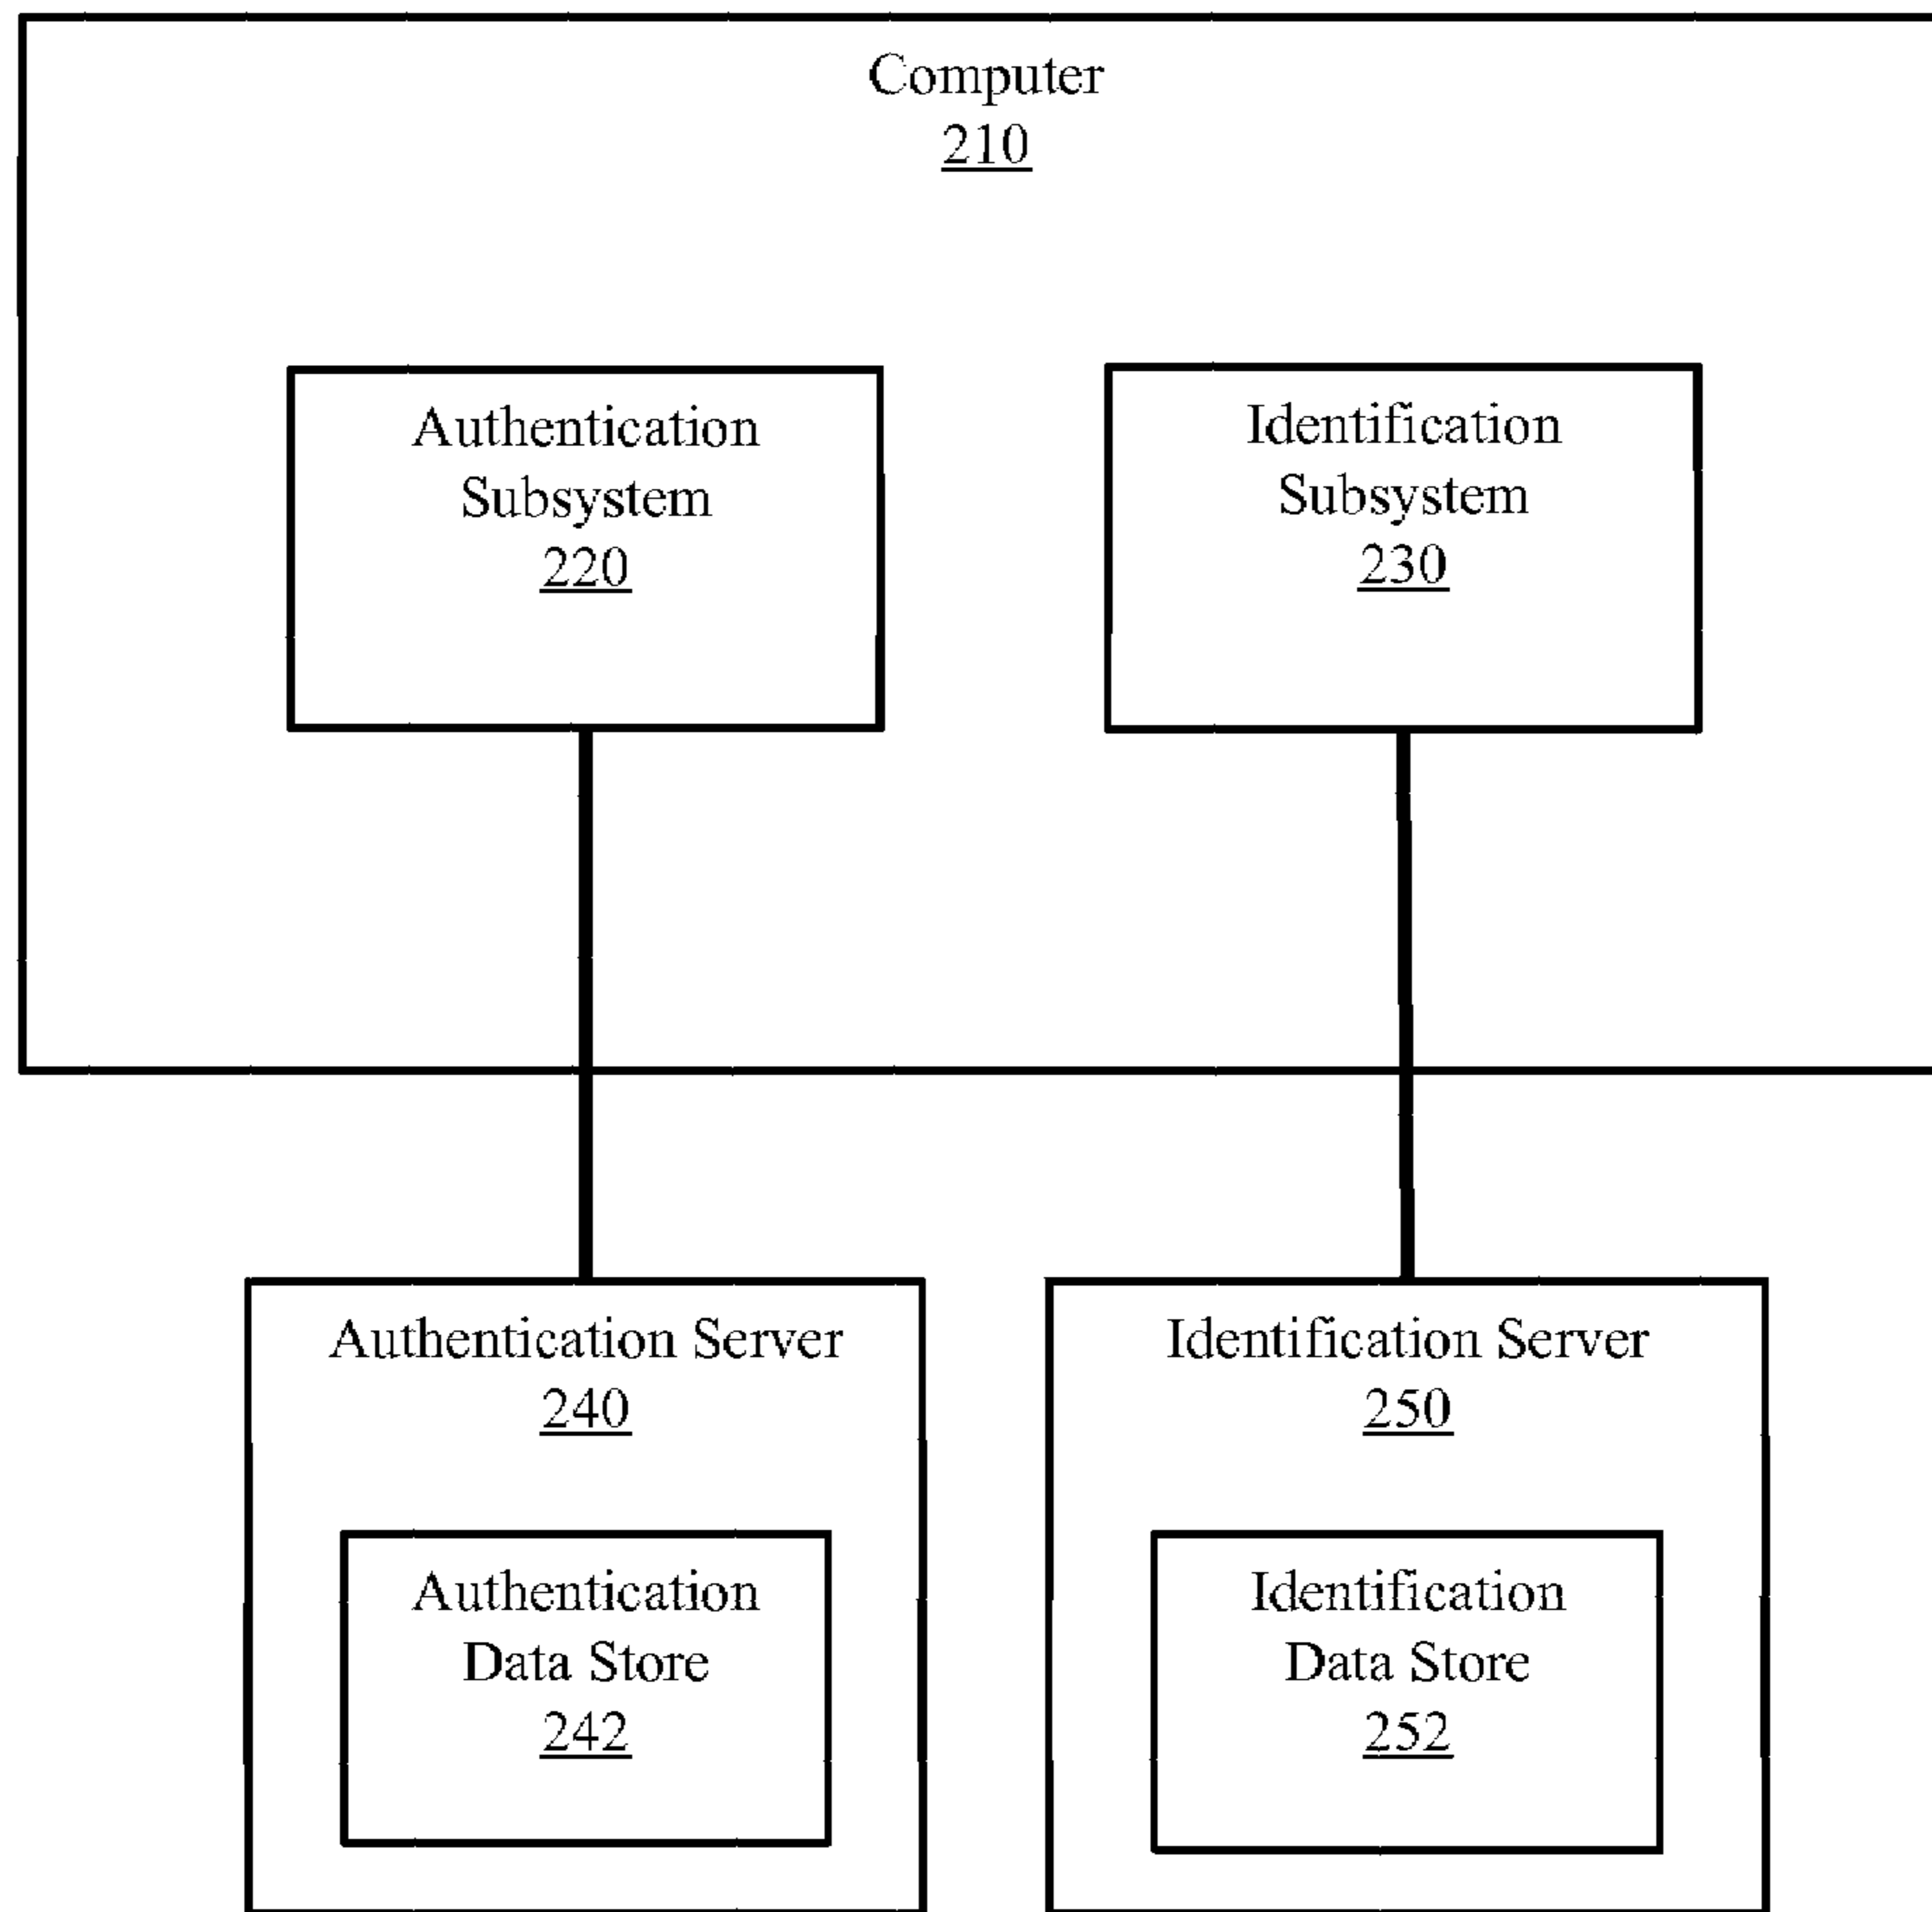 Computer
210
Authentication
Subsystem
220
Identification
Subsystem
230
Authentication Server
240
Authentication
Data Store
242
Identification Server
250
Identification
Data Store
252